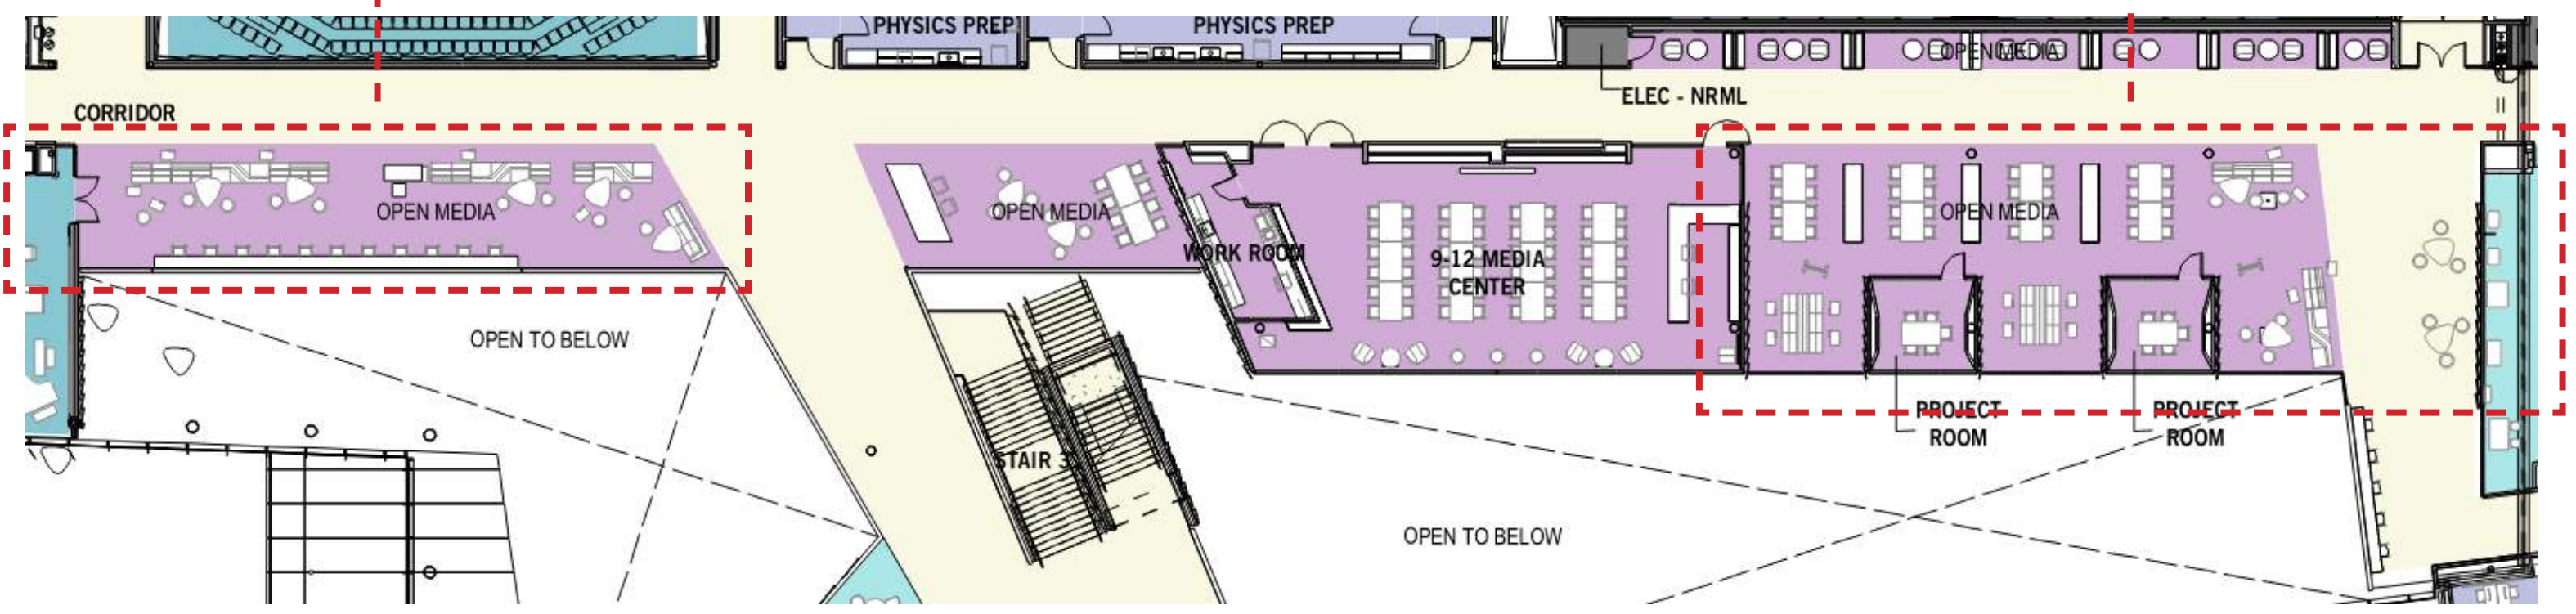 PHYSICS PREP
PHYSICS PREP
OPEN MEDIA
ELEC - NRML
CORRIDOR
OPEN MEDIA
OPEN MEDIA
OPEN MEDIA
WORK ROOM
9-12 MEDIA
CENTER
OPEN TO BELOW
PROJECT
ROOM
PROJECT
ROOM
STAIR 3
OPEN TO BELOW